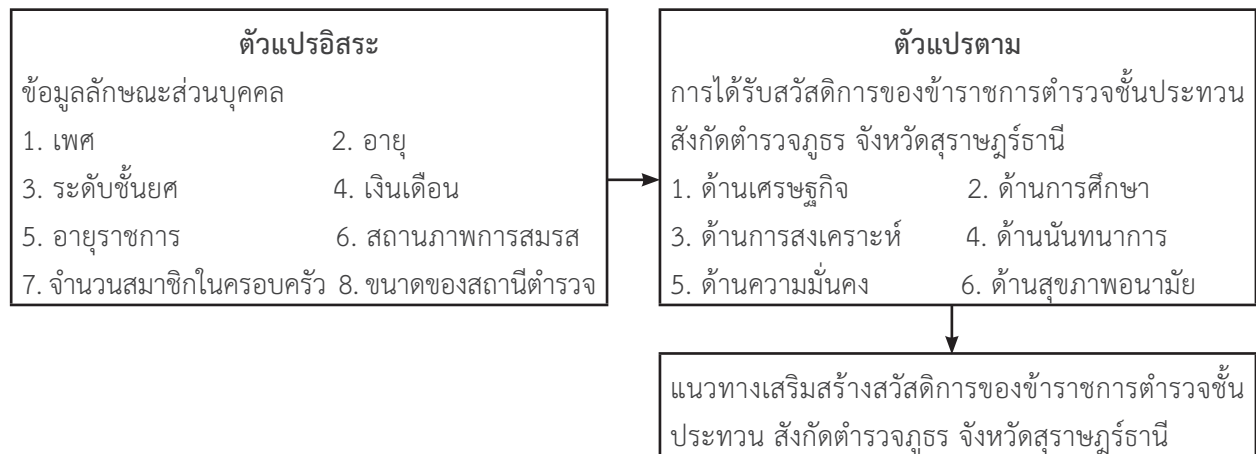 ตัวแปรอิสระ
ข้อมูลลักษณะส่วนบุคคล
1. เพศ 2. อายุ
3. ระดับชั้นยศ 4. เงินเดือน
5. อายุราชการ 6. สถานภาพการสมรส
7. จำนวนสมาชิกในครอบครัว 8. ขนาดของสถานีตำรวจ
ตัวแปรตาม
การได้รับสวัสดิการของข้าราชการตำรวจชั้นประทวน
สังกัดตำรวจภูธร จังหวัดสุราษฎร์ธานี
1. ด้านเศรษฐกิจ 2. ด้านการศึกษา
3. ด้านการสงเคราะห์ 4. ด้านนันทนาการ
5. ด้านความมั่นคง 6. ด้านสุขภาพอนามัย
แนวทางเสริมสร้างสวัสดิการของข้าราชการตำรวจชั้น
ประทวน สังกัดตำรวจภูธร จังหวัดสุราษฎร์ธานี